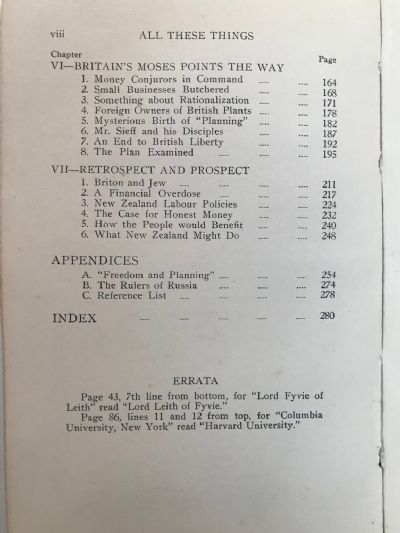 viii ALL THESE THINGS
Chapter Page
VI—BRITAIN'S MOSES POINTS THE WAY
1. Money Conjurors in Command .... .... 164
2. Small Businesses Butchered .... .... 168
3. Something about Rationalization .... .... 171
4. Foreign Owners of British Plants .... .... 178
5. Mysterious Birth of "Planning" .... .... 182
6. Mr. Sieff and his Disciples .... .... 187
7. An End to British Liberty .... .... 192
8. The Plan Examined .... .... .... 195
VII—RETROSPECT AND PROSPECT
1. Briton and Jew .... .... .... .... 211
2. A Financial Overdose .... .... .... 217
3. New Zealand Labour Policies .... .... 224
4. The Case for Honest Money .... .... 232
5. How the People would Benefit .... .... 240
6. What New Zealand Might Do .... .... 248
APPENDICES
A. "Freedom and Planning" .... .... .... 254
B. The Rulers of Russia .... .... .... 274
C. Reference List .... .... .... .... 278
INDEX .... .... .... .... .... 280
ERRATA
Page 43, 7th line from bottom, for "Lord Fyvie of
Leith" read "Lord Leith of Fyvie."
Page 86, lines 11 and 12 from top, for "Columbia
University, New York" read "Harvard University."